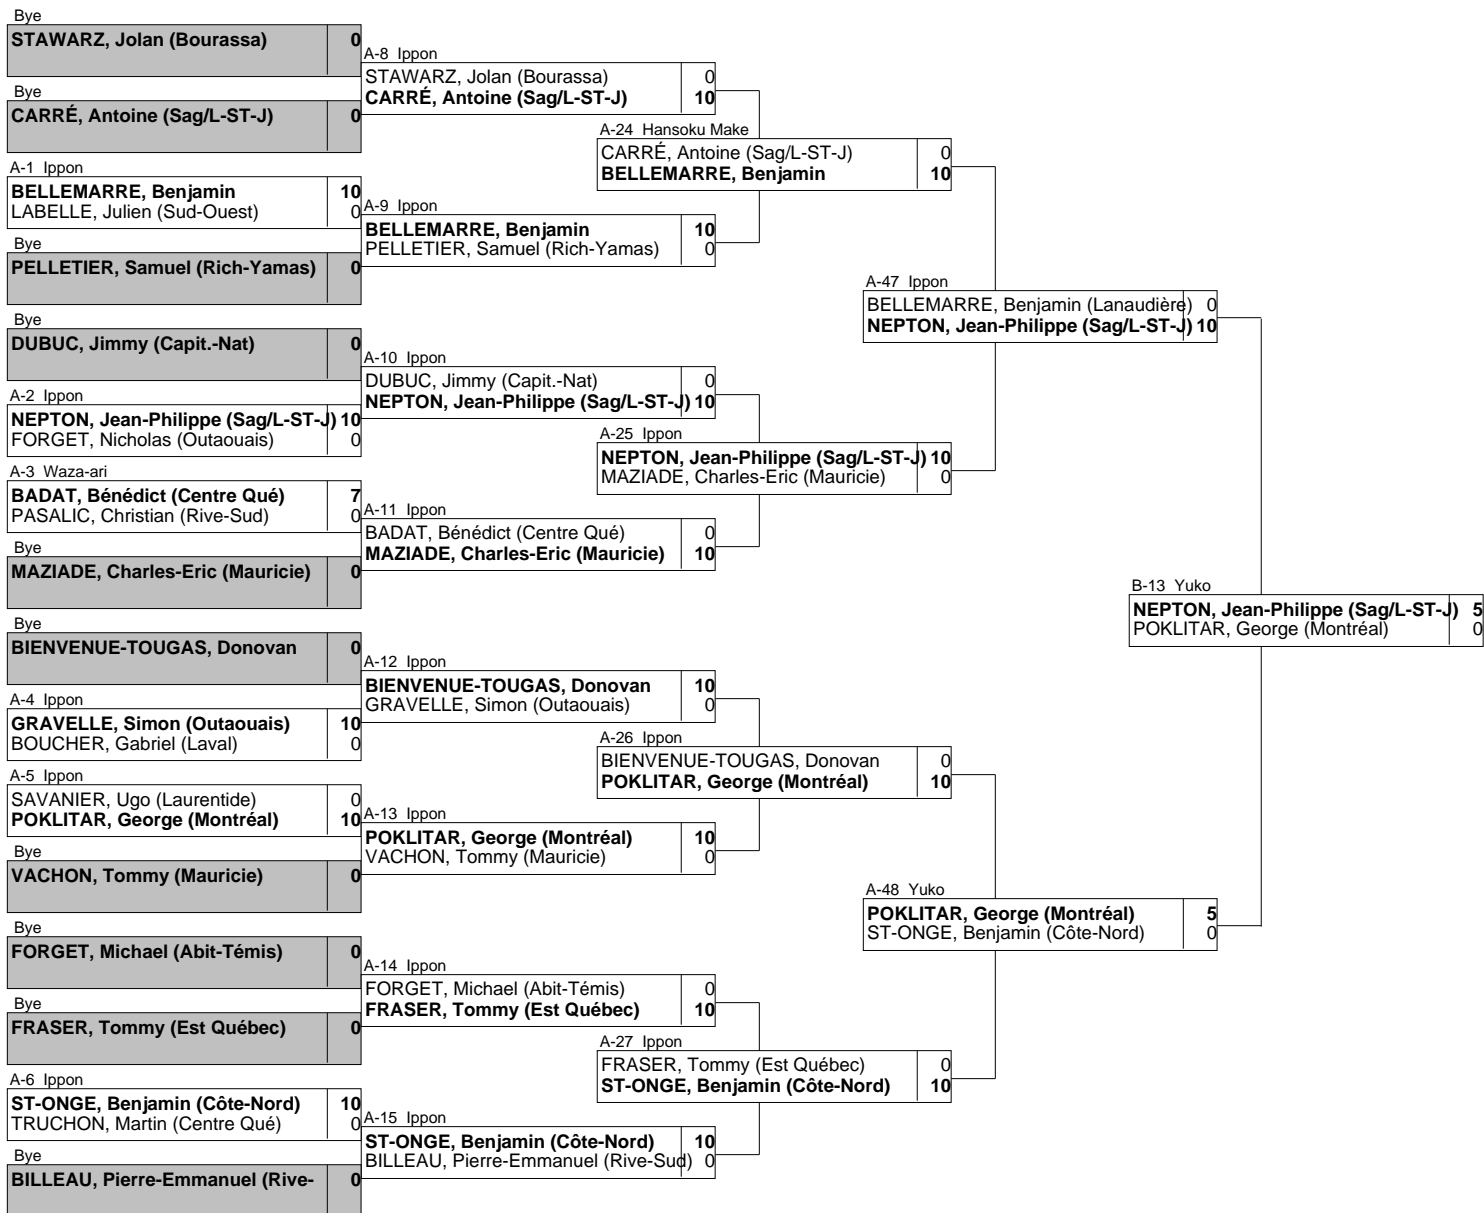 Bye
STAWARZ, Jolan (Bourassa) 0
Bye
CARRÉ, Antoine (Sag/L-ST-J) 0
A-1 Ippon
BELLEMARRE, Benjamin 10
LABELLE, Julien (Sud-Ouest) 0
Bye
PELLETIER, Samuel (Rich-Yamas) 0
Bye
DUBUC, Jimmy (Capit.-Nat) 0
A-2 Ippon
NEPTON, Jean-Philippe (Sag/L-ST-J) 10
FORGET, Nicholas (Outaouais) 0
A-3 Waza-ari
BADAT, Bénédict (Centre Qué) 7
PASALIC, Christian (Rive-Sud) 0
Bye
MAZIADE, Charles-Eric (Mauricie) 0
Bye
BIENVENUE-TOUGAS, Donovan 0
A-4 Ippon
GRAVELLE, Simon (Outaouais) 10
BOUCHER, Gabriel (Laval) 0
A-5 Ippon
SAVANIER, Ugo (Laurentide) 0
POKLITAR, George (Montréal) 10
Bye
VACHON, Tommy (Mauricie) 0
Bye
FORGET, Michael (Abit-Témis) 0
Bye
FRASER, Tommy (Est Québec) 0
A-6 Ippon
ST-ONGE, Benjamin (Côte-Nord) 10
TRUCHON, Martin (Centre Qué) 0
Bye
BILLEAU, Pierre-Emmanuel (Rive- 0
A-8 Ippon
STAWARZ, Jolan (Bourassa) 0
CARRÉ, Antoine (Sag/L-ST-J) 10
A-9 Ippon
BELLEMARRE, Benjamin 10
PELLETIER, Samuel (Rich-Yamas) 0
A-10 Ippon
DUBUC, Jimmy (Capit.-Nat) 0
NEPTON, Jean-Philippe (Sag/L-ST-J) 10
A-11 Ippon
BADAT, Bénédict (Centre Qué) 0
MAZIADE, Charles-Eric (Mauricie) 10
A-12 Ippon
BIENVENUE-TOUGAS, Donovan 10
GRAVELLE, Simon (Outaouais) 0
A-13 Ippon
POKLITAR, George (Montréal) 10
VACHON, Tommy (Mauricie) 0
A-14 Ippon
FORGET, Michael (Abit-Témis) 0
FRASER, Tommy (Est Québec) 10
A-15 Ippon
ST-ONGE, Benjamin (Côte-Nord) 10
BILLEAU, Pierre-Emmanuel (Rive-Sud) 0
A-24 Hansoku Make
CARRÉ, Antoine (Sag/L-ST-J) 0
BELLEMARRE, Benjamin 10
A-25 Ippon
NEPTON, Jean-Philippe (Sag/L-ST-J) 10
MAZIADE, Charles-Eric (Mauricie) 0
A-26 Ippon
BIENVENUE-TOUGAS, Donovan 0
POKLITAR, George (Montréal) 10
A-27 Ippon
FRASER, Tommy (Est Québec) 0
ST-ONGE, Benjamin (Côte-Nord) 10
A-47 Ippon
BELLEMARRE, Benjamin (Lanaudière) 0
NEPTON, Jean-Philippe (Sag/L-ST-J) 10
A-48 Yuko
POKLITAR, George (Montréal) 5
ST-ONGE, Benjamin (Côte-Nord) 0
B-13 Yuko
NEPTON, Jean-Philippe (Sag/L-ST-J) 5
POKLITAR, George (Montréal) 0